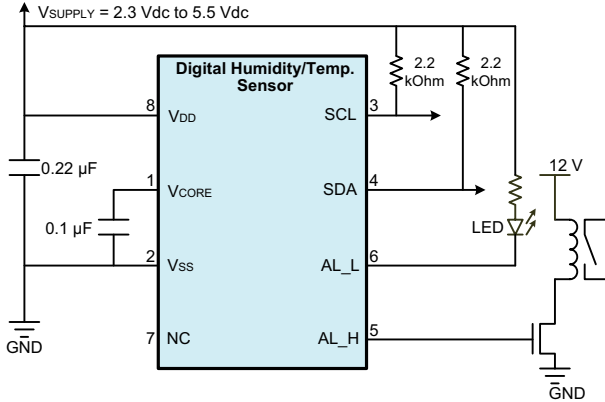 VSUPPLY = 2.3 Vdc to 5.5 Vdc
Digital Humidity/Temp.
Sensor
2.2
kOhm
2.2
kOhm
8
VDD
SCL
3
0.22 µF
1
VCORE
SDA
4
12 V
0.1 µF
LED
2
VSS
AL_L
6
7
NC
AL_H
5
GND
GND